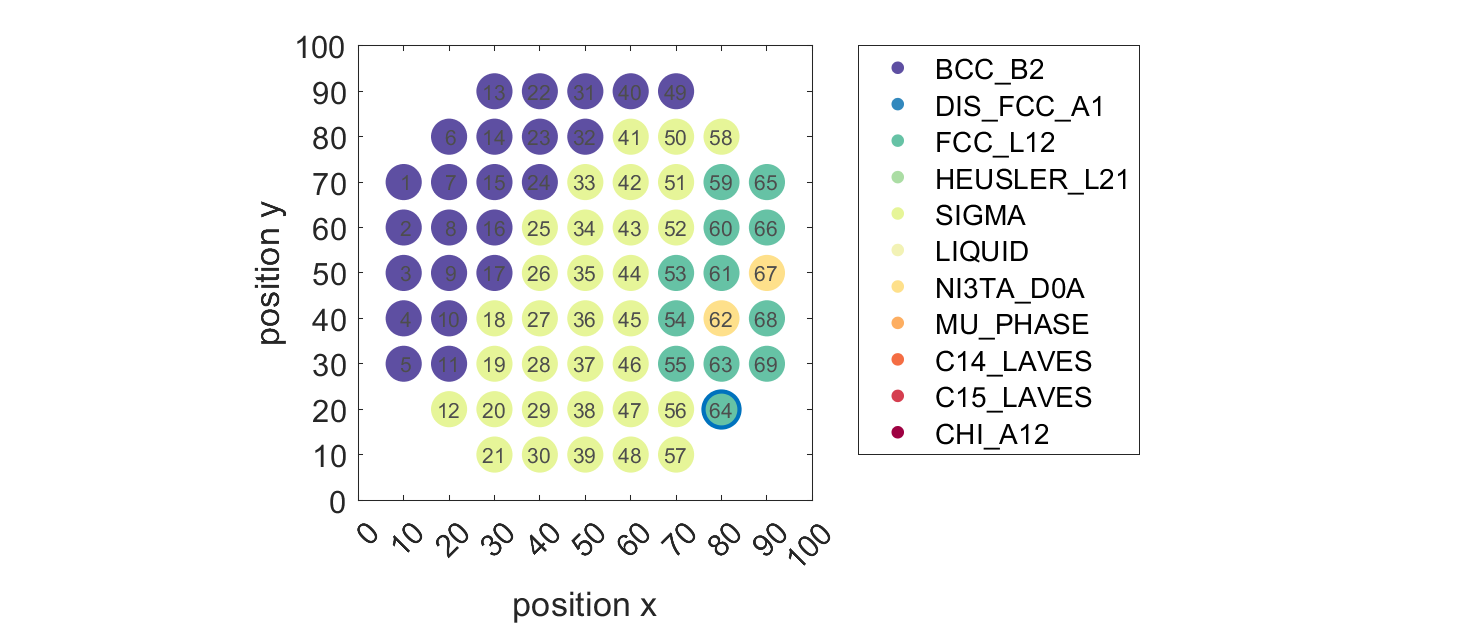 100
90
80
70
60
50
40
30
20
10
0
position y
13 22 31 40 49
6 14 23 32 41 50 58
1 7 15 24 33 42 51 59 65
2 8 16 25 34 43 52 60 66
3 9 17 26 35 44 53 61 67
4 10 18 27 36 45 54 62 68
5 11 19 28 37 46 55 63 69
12 20 29 38 47 56 64
21 30 39 48 57
0 10 20 30 40 50 60 70 80 90 100
position x
BCC_B2
DIS_FCC_A1
FCC_L12
HEUSLER_L21
SIGMA
LIQUID
NI3TA_D0A
MU_PHASE
C14_LAVES
C15_LAVES
CHI_A12